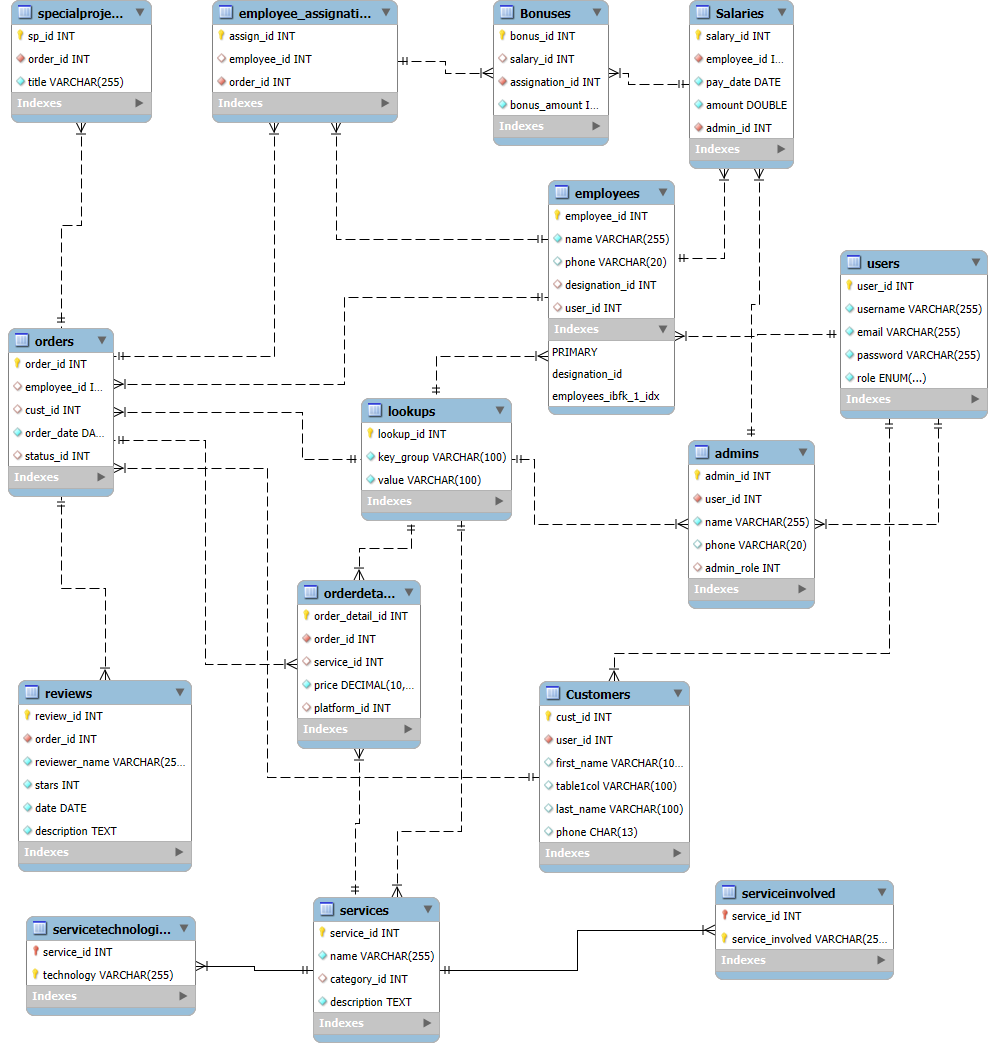 specialproje...
sp_id INT
order_id INT
title VARCHAR(255)
Indexes
employee_assignati...
assign_id INT
employee_id INT
order_id INT
Indexes
Bonuses
bonus_id INT
salary_id INT
assignation_id INT
bonus_amount I...
Indexes
Salaries
salary_id INT
employee_id I...
pay_date DATE
amount DOUBLE
admin_id INT
Indexes
employees
employee_id INT
name VARCHAR(255)
phone VARCHAR(20)
designation_id INT
user_id INT
Indexes
PRIMARY
designation_id
employees_ibfk_1_idx
users
user_id INT
username VARCHAR(255)
email VARCHAR(255)
password VARCHAR(255)
role ENUM(...)
Indexes
orders
order_id INT
employee_id I...
cust_id INT
order_date DA...
status_id INT
Indexes
lookups
lookup_id INT
key_group VARCHAR(100)
value VARCHAR(100)
Indexes
admins
admin_id INT
user_id INT
name VARCHAR(255)
phone VARCHAR(20)
admin_role INT
Indexes
orderdeta...
order_detail_id INT
order_id INT
service_id INT
price DECIMAL(10,...
platform_id INT
Indexes
reviews
review_id INT
order_id INT
reviewer_name VARCHAR(25...
stars INT
date DATE
description TEXT
Indexes
Customers
cust_id INT
user_id INT
first_name VARCHAR(10...
table1col VARCHAR(100)
last_name VARCHAR(100)
phone CHAR(13)
Indexes
services
service_id INT
name VARCHAR(255)
category_id INT
description TEXT
Indexes
servicetechnologi...
service_id INT
technology VARCHAR(255)
Indexes
serviceinvolved
service_id INT
service_involved VARCHAR(25...
Indexes